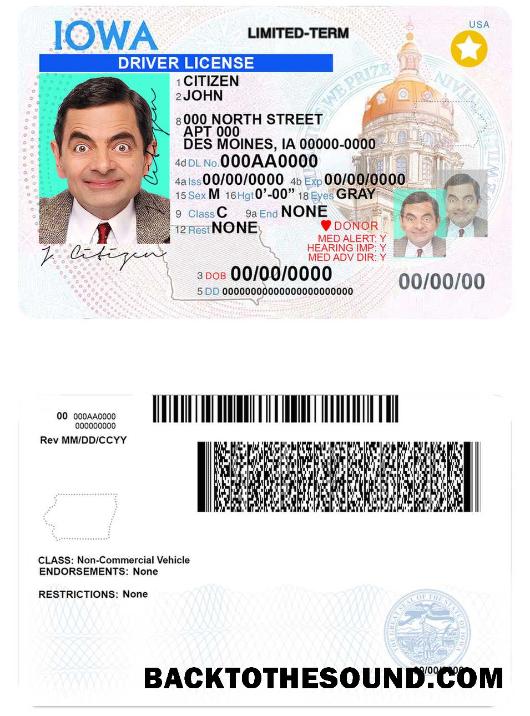 IOWA
LIMITED-TERM
USA
DRIVER LICENSE
1 CITIZEN
2 JOHN
8 000 NORTH STREET
APT 000
DES MOINES, IA 00000-0000
4d DL No. 000AA0000
4a Iss 00/00/0000 4b Exp 00/00/0000
15 Sex M 16 Hgt 0'-00" 18 Eyes GRAY
9 Class C 9a End NONE
12 Rest NONE
DONOR
MED ALERT: Y
HEARING IMP: Y
MED ADV DIR: Y
J. Citizen
3 DOB 00/00/0000
00/00/00
5 DD 0000000000000000000000000
00 000AA0000
000000000
Rev MM/DD/CCYY
CLASS: Non-Commercial Vehicle
ENDORSEMENTS: None
RESTRICTIONS: None
BACKTOTHESOUND.COM